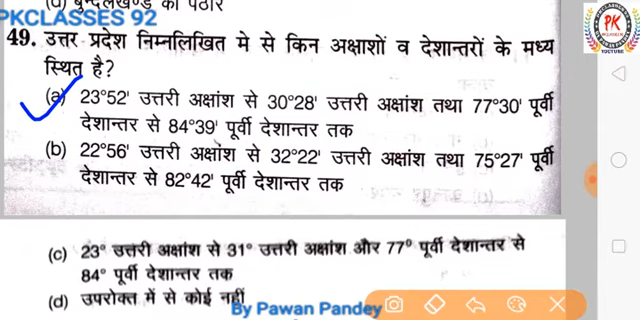 (d) बुन्देलखण्ड का पठार
PKCLASSES 92
49. उत्तर प्रदेश निम्नलिखित मे से किन अक्षाशों व देशान्तरों के मध्य
स्थित है?
(a) 23°52' उत्तरी अक्षांश से 30°28' उत्तरी अक्षांश तथा 77°30' पूर्वी
देशान्तर से 84°39' पूर्वी देशान्तर तक
(b) 22°56' उत्तरी अक्षांश से 32°22' उत्तरी अक्षांश तथा 75°27' पूर्वी
देशान्तर से 82°42' पूर्वी देशान्तर तक
(c) 23° उत्तरी अक्षांश से 31° उत्तरी अक्षांश और 77° पूर्वी देशान्तर से
84° पूर्वी देशान्तर तक
(d) उपरोक्त में से कोई नहीं
By Pawan Pandey
PK